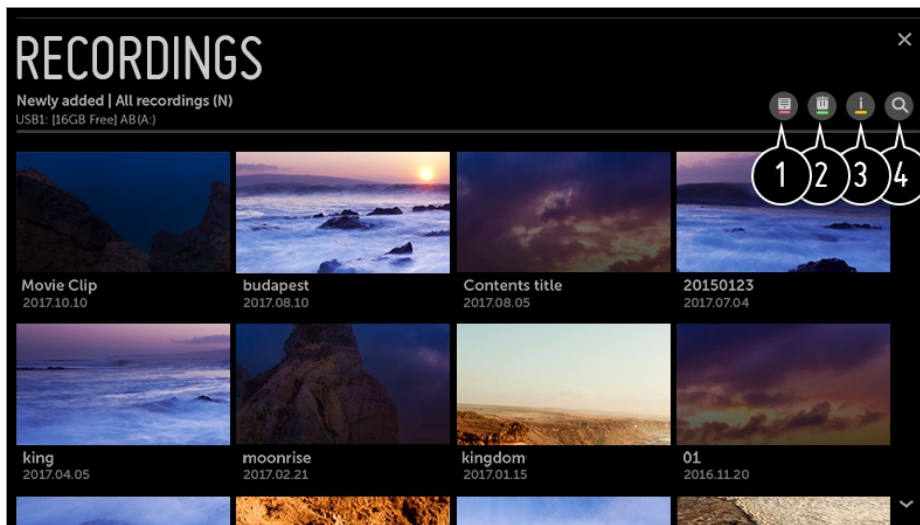 RECORDINGS
Newly added | All recordings (N)
USB1: [16GB Free] AB(A:)
i
1 2 3 4
Movie Clip budapest Contents title 20150123
2017.10.10 2017.08.10 2017.08.05 2017.07.04
king moonrise kingdom 01
2017.04.05 2017.02.21 2017.01.15 2016.11.20